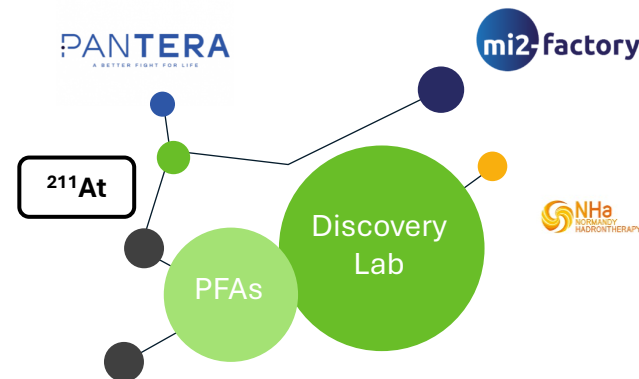 PANTERA
A BETTER FIGHT FOR LIFE
mi2-factory
²¹¹At
Discovery
Lab
NHa
NORMANDY
HADRONTHERAPY
PFAs